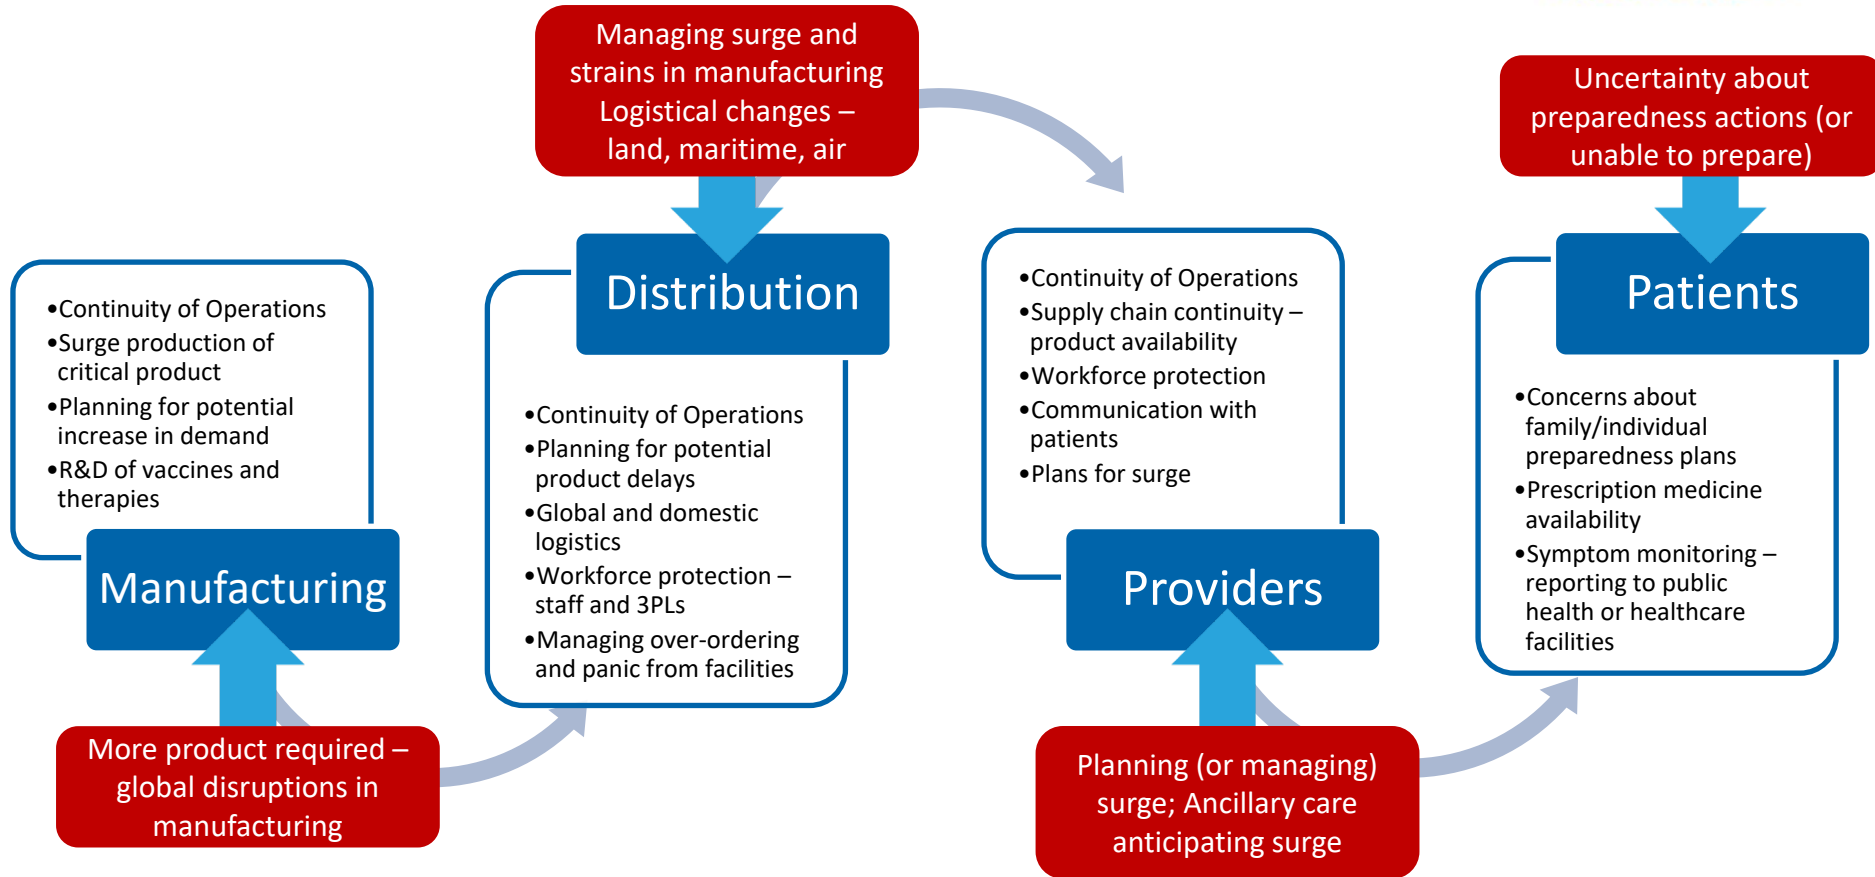 More product required –
global disruptions in
manufacturing
Manufacturing
•Continuity of Operations
•Surge production of
critical product
•Planning for potential
increase in demand
•R&D of vaccines and
therapies
Managing surge and
strains in manufacturing
Logistical changes –
land, maritime, air
Distribution
•Continuity of Operations
•Planning for potential
product delays
•Global and domestic
logistics
•Workforce protection –
staff and 3PLs
•Managing over-ordering
and panic from facilities
•Continuity of Operations
•Supply chain continuity –
product availability
•Workforce protection
•Communication with
patients
•Plans for surge
Providers
Planning (or managing)
surge; Ancillary care
anticipating surge
Uncertainty about
preparedness actions (or
unable to prepare)
Patients
•Concerns about
family/individual
preparedness plans
•Prescription medicine
availability
•Symptom monitoring –
reporting to public
health or healthcare
facilities